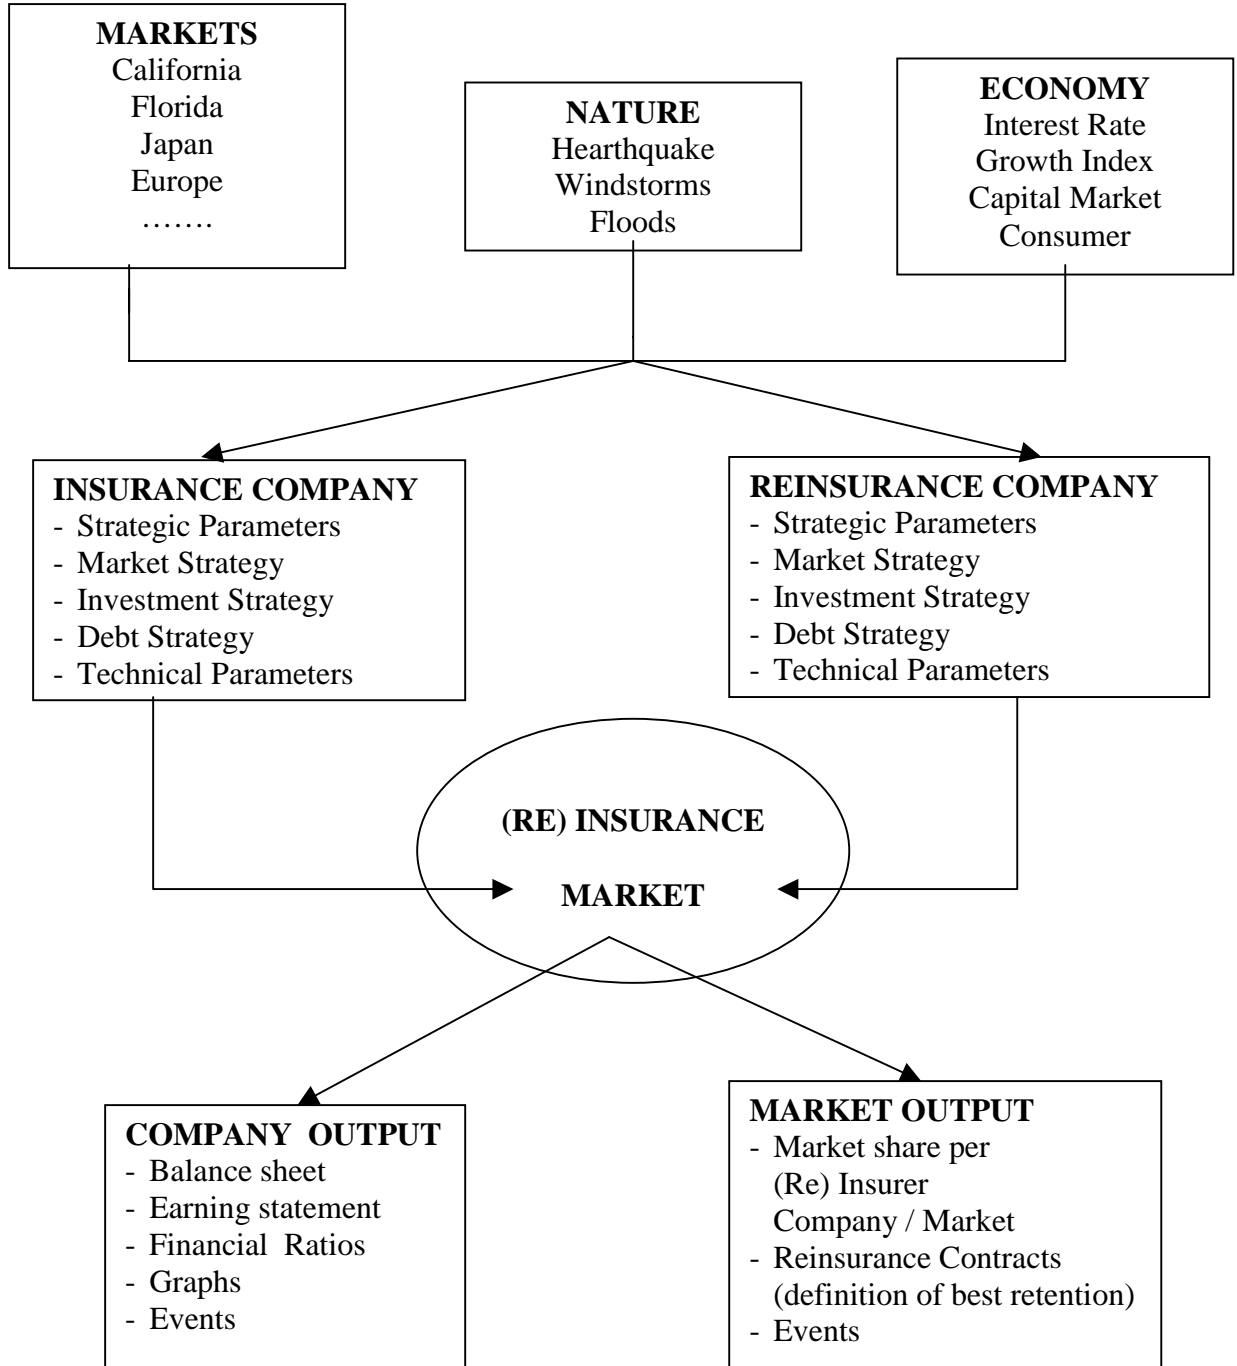 MARKETS
California
Florida
Japan
Europe
…….
NATURE
Hearthquake
Windstorms
Floods
ECONOMY
Interest Rate
Growth Index
Capital Market
Consumer
INSURANCE COMPANY
- Strategic Parameters
- Market Strategy
- Investment Strategy
- Debt Strategy
- Technical Parameters
REINSURANCE COMPANY
- Strategic Parameters
- Market Strategy
- Investment Strategy
- Debt Strategy
- Technical Parameters
(RE) INSURANCE
MARKET
COMPANY OUTPUT
- Balance sheet
- Earning statement
- Financial Ratios
- Graphs
- Events
MARKET OUTPUT
- Market share per
(Re) Insurer
Company / Market
- Reinsurance Contracts
(definition of best retention)
- Events